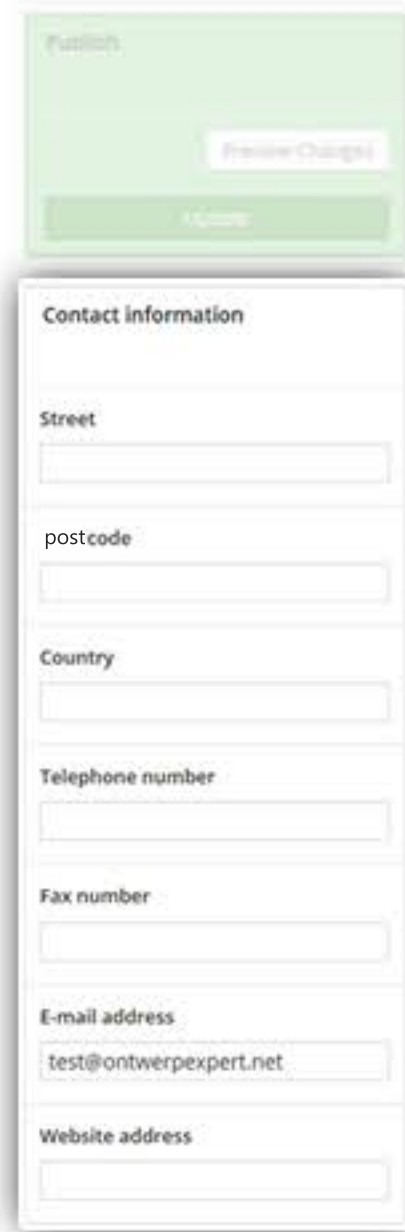 Publish
Preview Changes
Update
Contact information
Street
postcode
Country
Telephone number
Fax number
E-mail address
test@ontwerpexpert.net
Website address